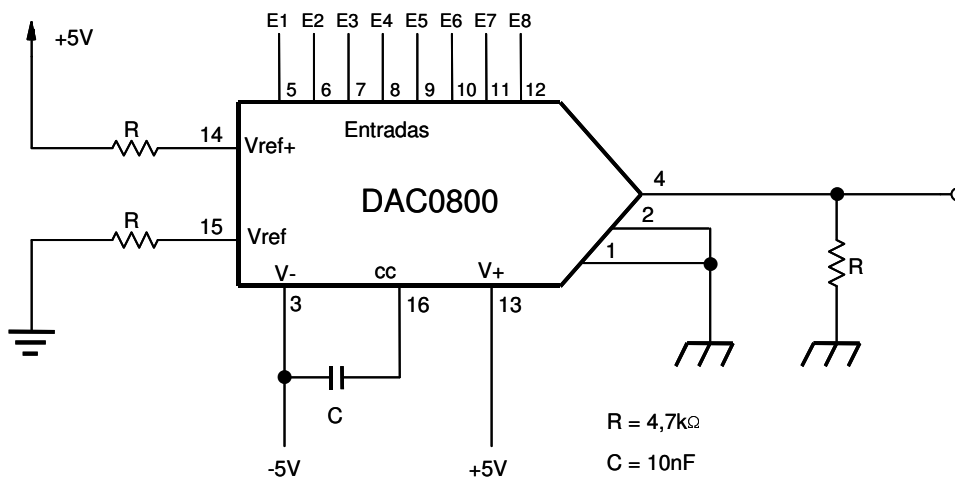 E1 E2 E3 E4 E5 E6 E7 E8
+5V
5 6 7 8 9 10 11 12
R 14 Vref+ Entradas
DAC0800
4
2
1
R 15 Vref
V- cc V+
3 16 13
R
C
-5V +5V
R = 4,7kΩ
C = 10nF